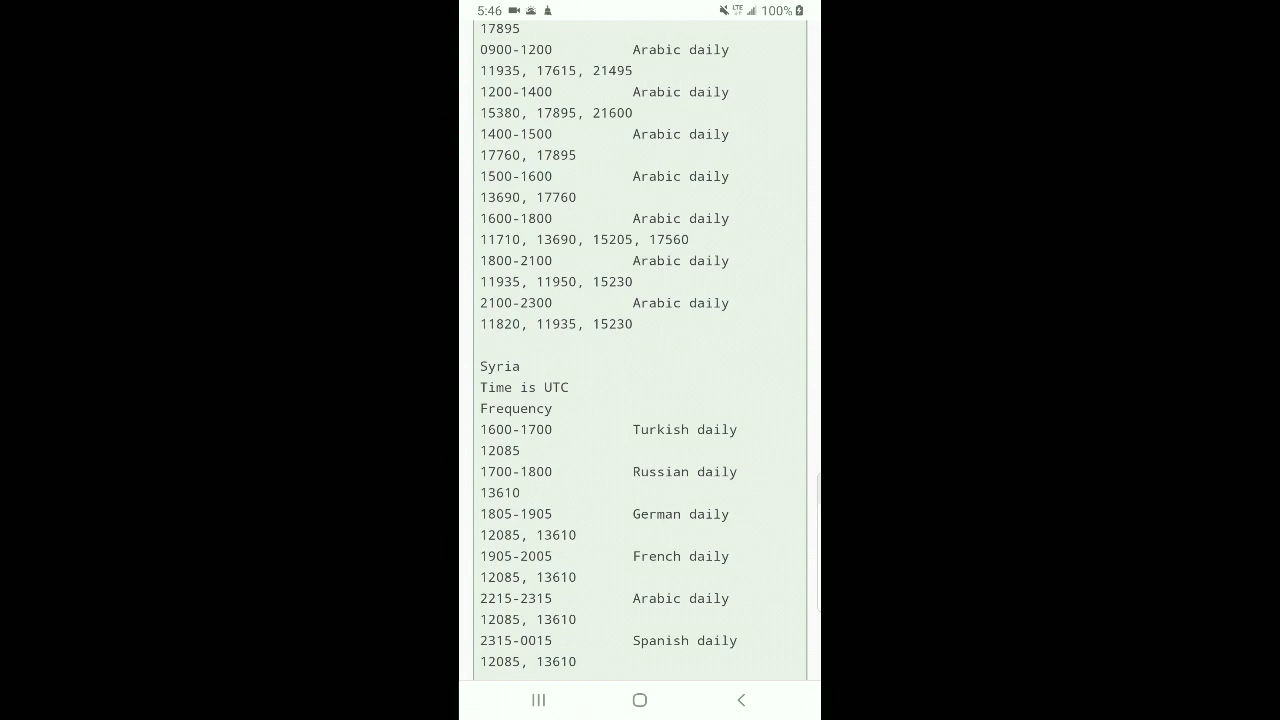 5:46 LTE 100%
17895
0900-1200 Arabic daily
11935, 17615, 21495
1200-1400 Arabic daily
15380, 17895, 21600
1400-1500 Arabic daily
17760, 17895
1500-1600 Arabic daily
13690, 17760
1600-1800 Arabic daily
11710, 13690, 15205, 17560
1800-2100 Arabic daily
11935, 11950, 15230
2100-2300 Arabic daily
11820, 11935, 15230
Syria
Time is UTC
Frequency
1600-1700 Turkish daily
12085
1700-1800 Russian daily
13610
1805-1905 German daily
12085, 13610
1905-2005 French daily
12085, 13610
2215-2315 Arabic daily
12085, 13610
2315-0015 Spanish daily
12085, 13610